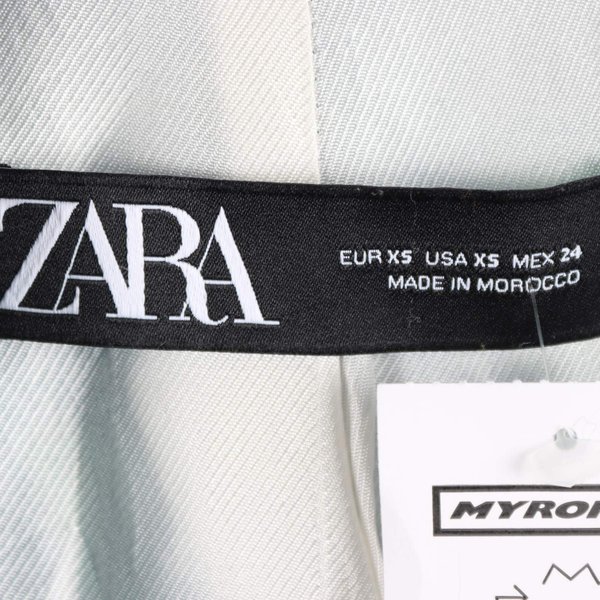 ZARA
EUR XS USA XS MEX 24
MADE IN MOROCCO